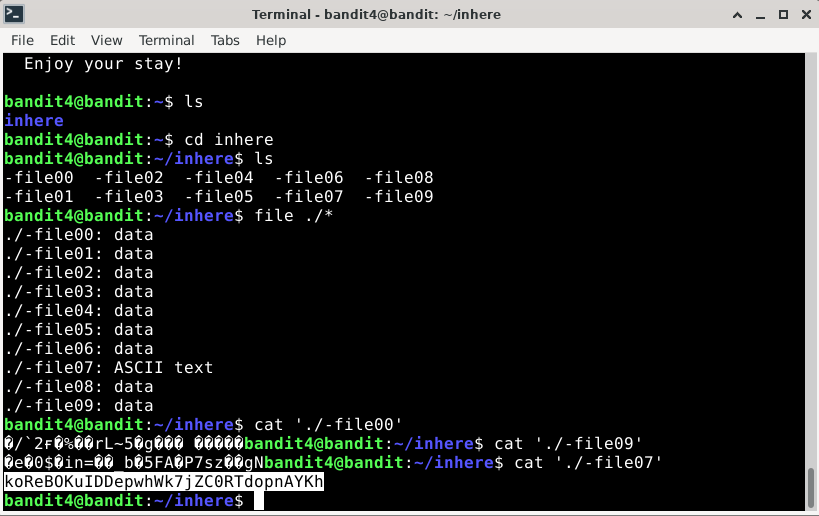 Terminal - bandit4@bandit: ~/inhere
File Edit View Terminal Tabs Help
Enjoy your stay!
bandit4@bandit:~$ ls
inhere
bandit4@bandit:~$ cd inhere
bandit4@bandit:~/inhere$ ls
-file00 -file02 -file04 -file06 -file08
-file01 -file03 -file05 -file07 -file09
bandit4@bandit:~/inhere$ file ./*
./-file00: data
./-file01: data
./-file02: data
./-file03: data
./-file04: data
./-file05: data
./-file06: data
./-file07: ASCII text
./-file08: data
./-file09: data
bandit4@bandit:~/inhere$ cat './-file00'
�/`2�%��rL~5�g��� �����bandit4@bandit:~/inhere$ cat './-file09'
�e�0$�in=��_b�5FA�P7sz��gNbandit4@bandit:~/inhere$ cat './-file07'
koReBOKuIDDepwhWk7jZC0RTdopnAYKh
bandit4@bandit:~/inhere$